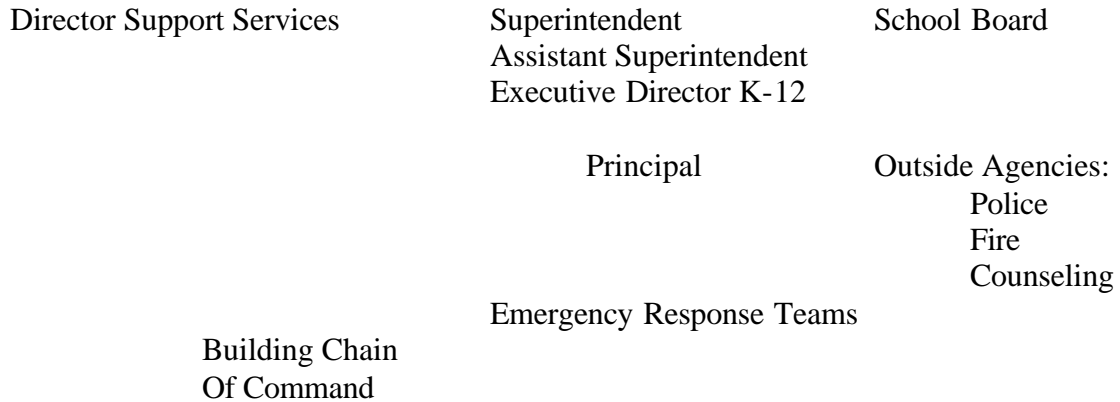 Director Support Services Superintendent School Board
Assistant Superintendent
Executive Director K-12
Principal Outside Agencies:
Police
Fire
Counseling
Emergency Response Teams
Building Chain
Of Command